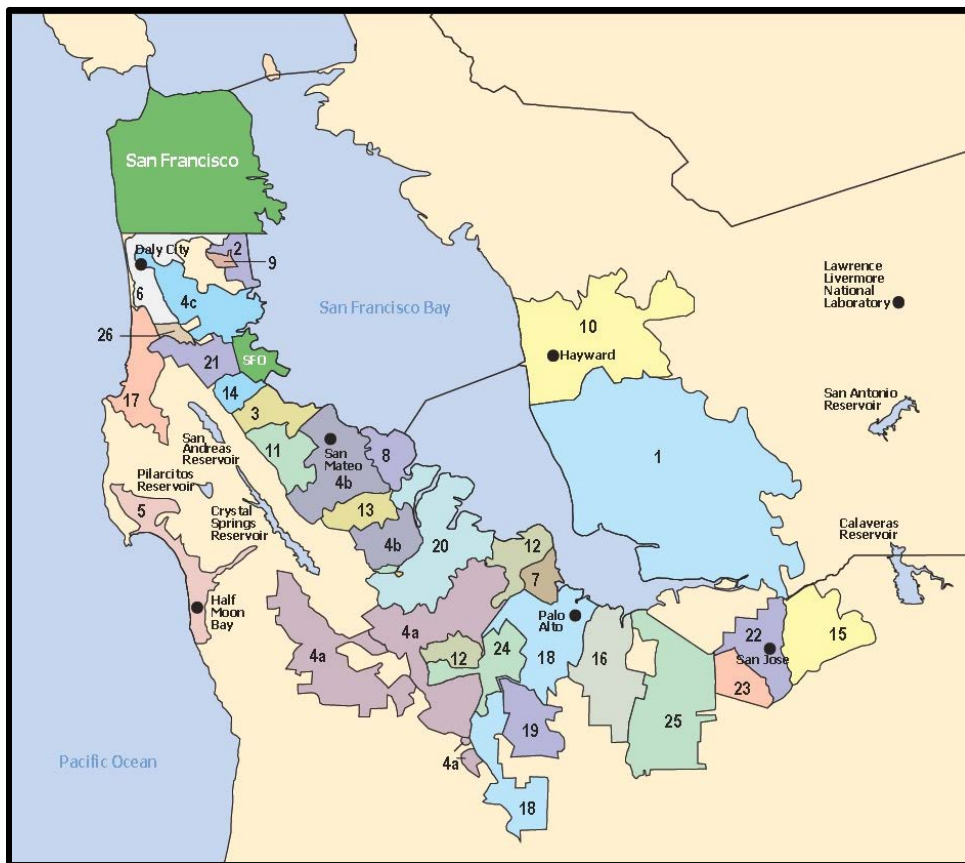 San Francisco
Daly City
2
9
6
4c
San Francisco Bay
Lawrence
Livermore
National
Laboratory
10
26
Hayward
SFO
21
14
17
3
San Antonio
Reservoir
San
Andreas
Reservoir
11
San
Mateo
8
1
4b
Pilarcitos
Reservoir
5
Crystal
Springs
Reservoir
13
4b
20
12
7
Calaveras
Reservoir
Half
Moon
Bay
Palo
Alto
4a
4a
12
24
18
16
22
San Jose
15
23
19
25
4a
Pacific Ocean
18